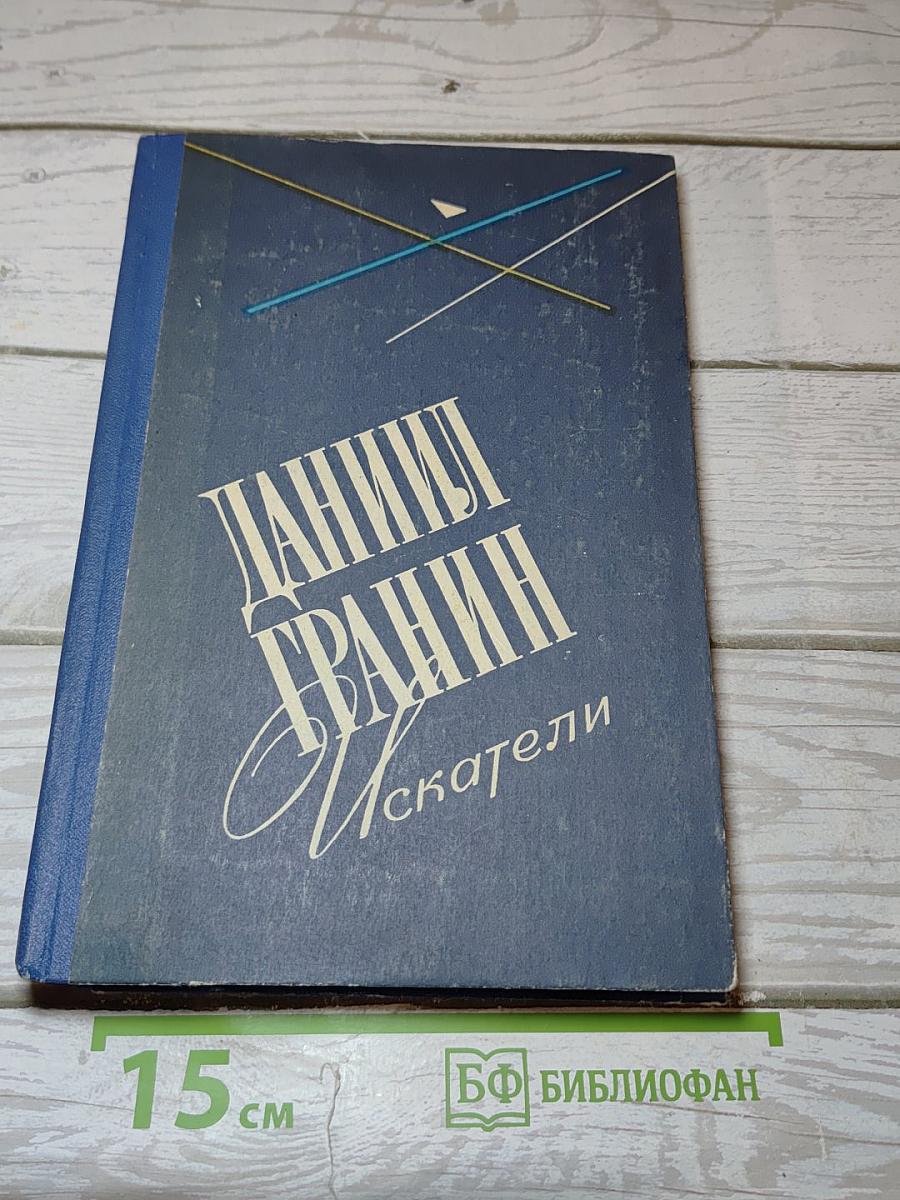 ДАНИИЛ
ГРАНИН
Искатели
15 см
БФ БИБЛИОФАН